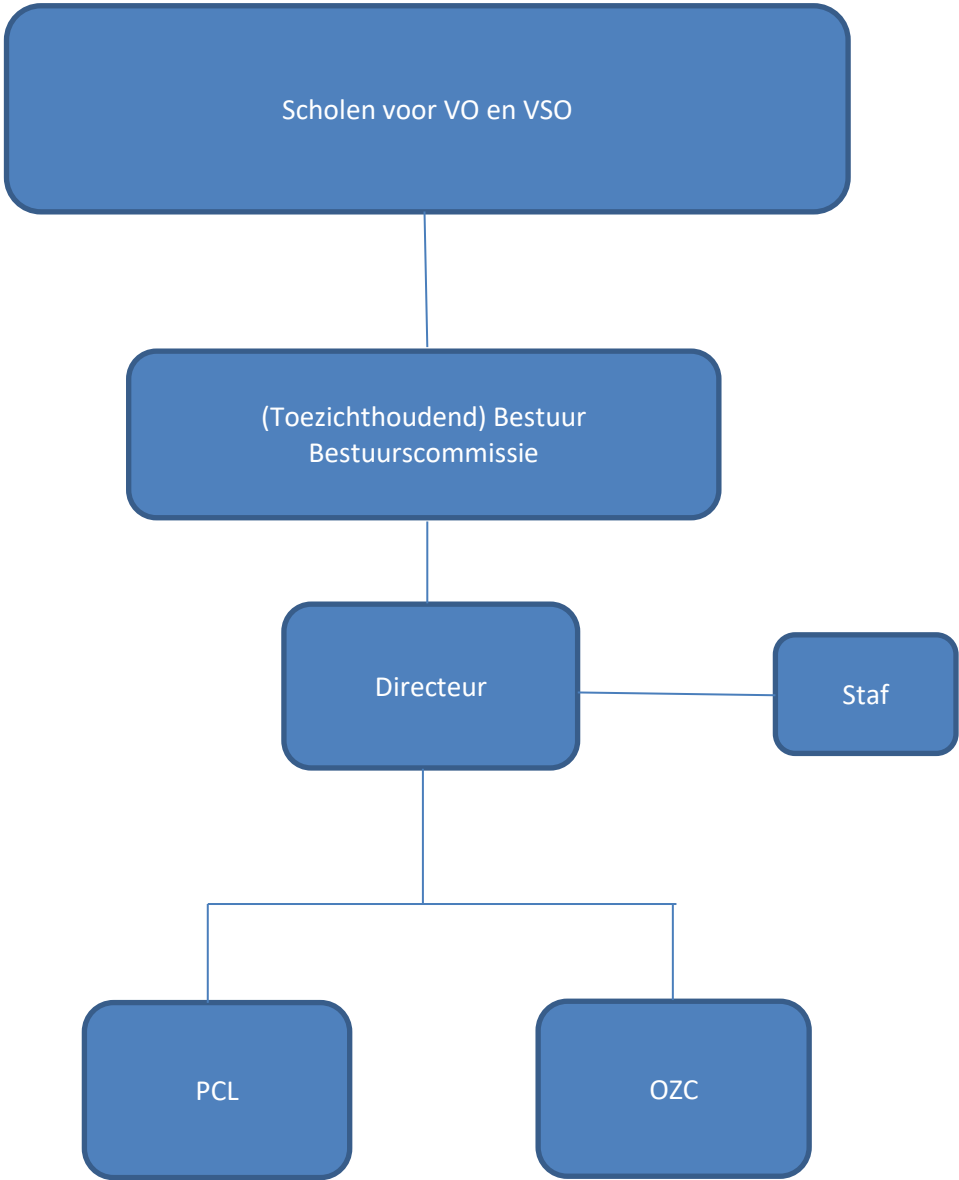 Scholen voor VO en VSO
(Toezichthoudend) Bestuur
Bestuurscommissie
Directeur
Staf
PCL
OZC